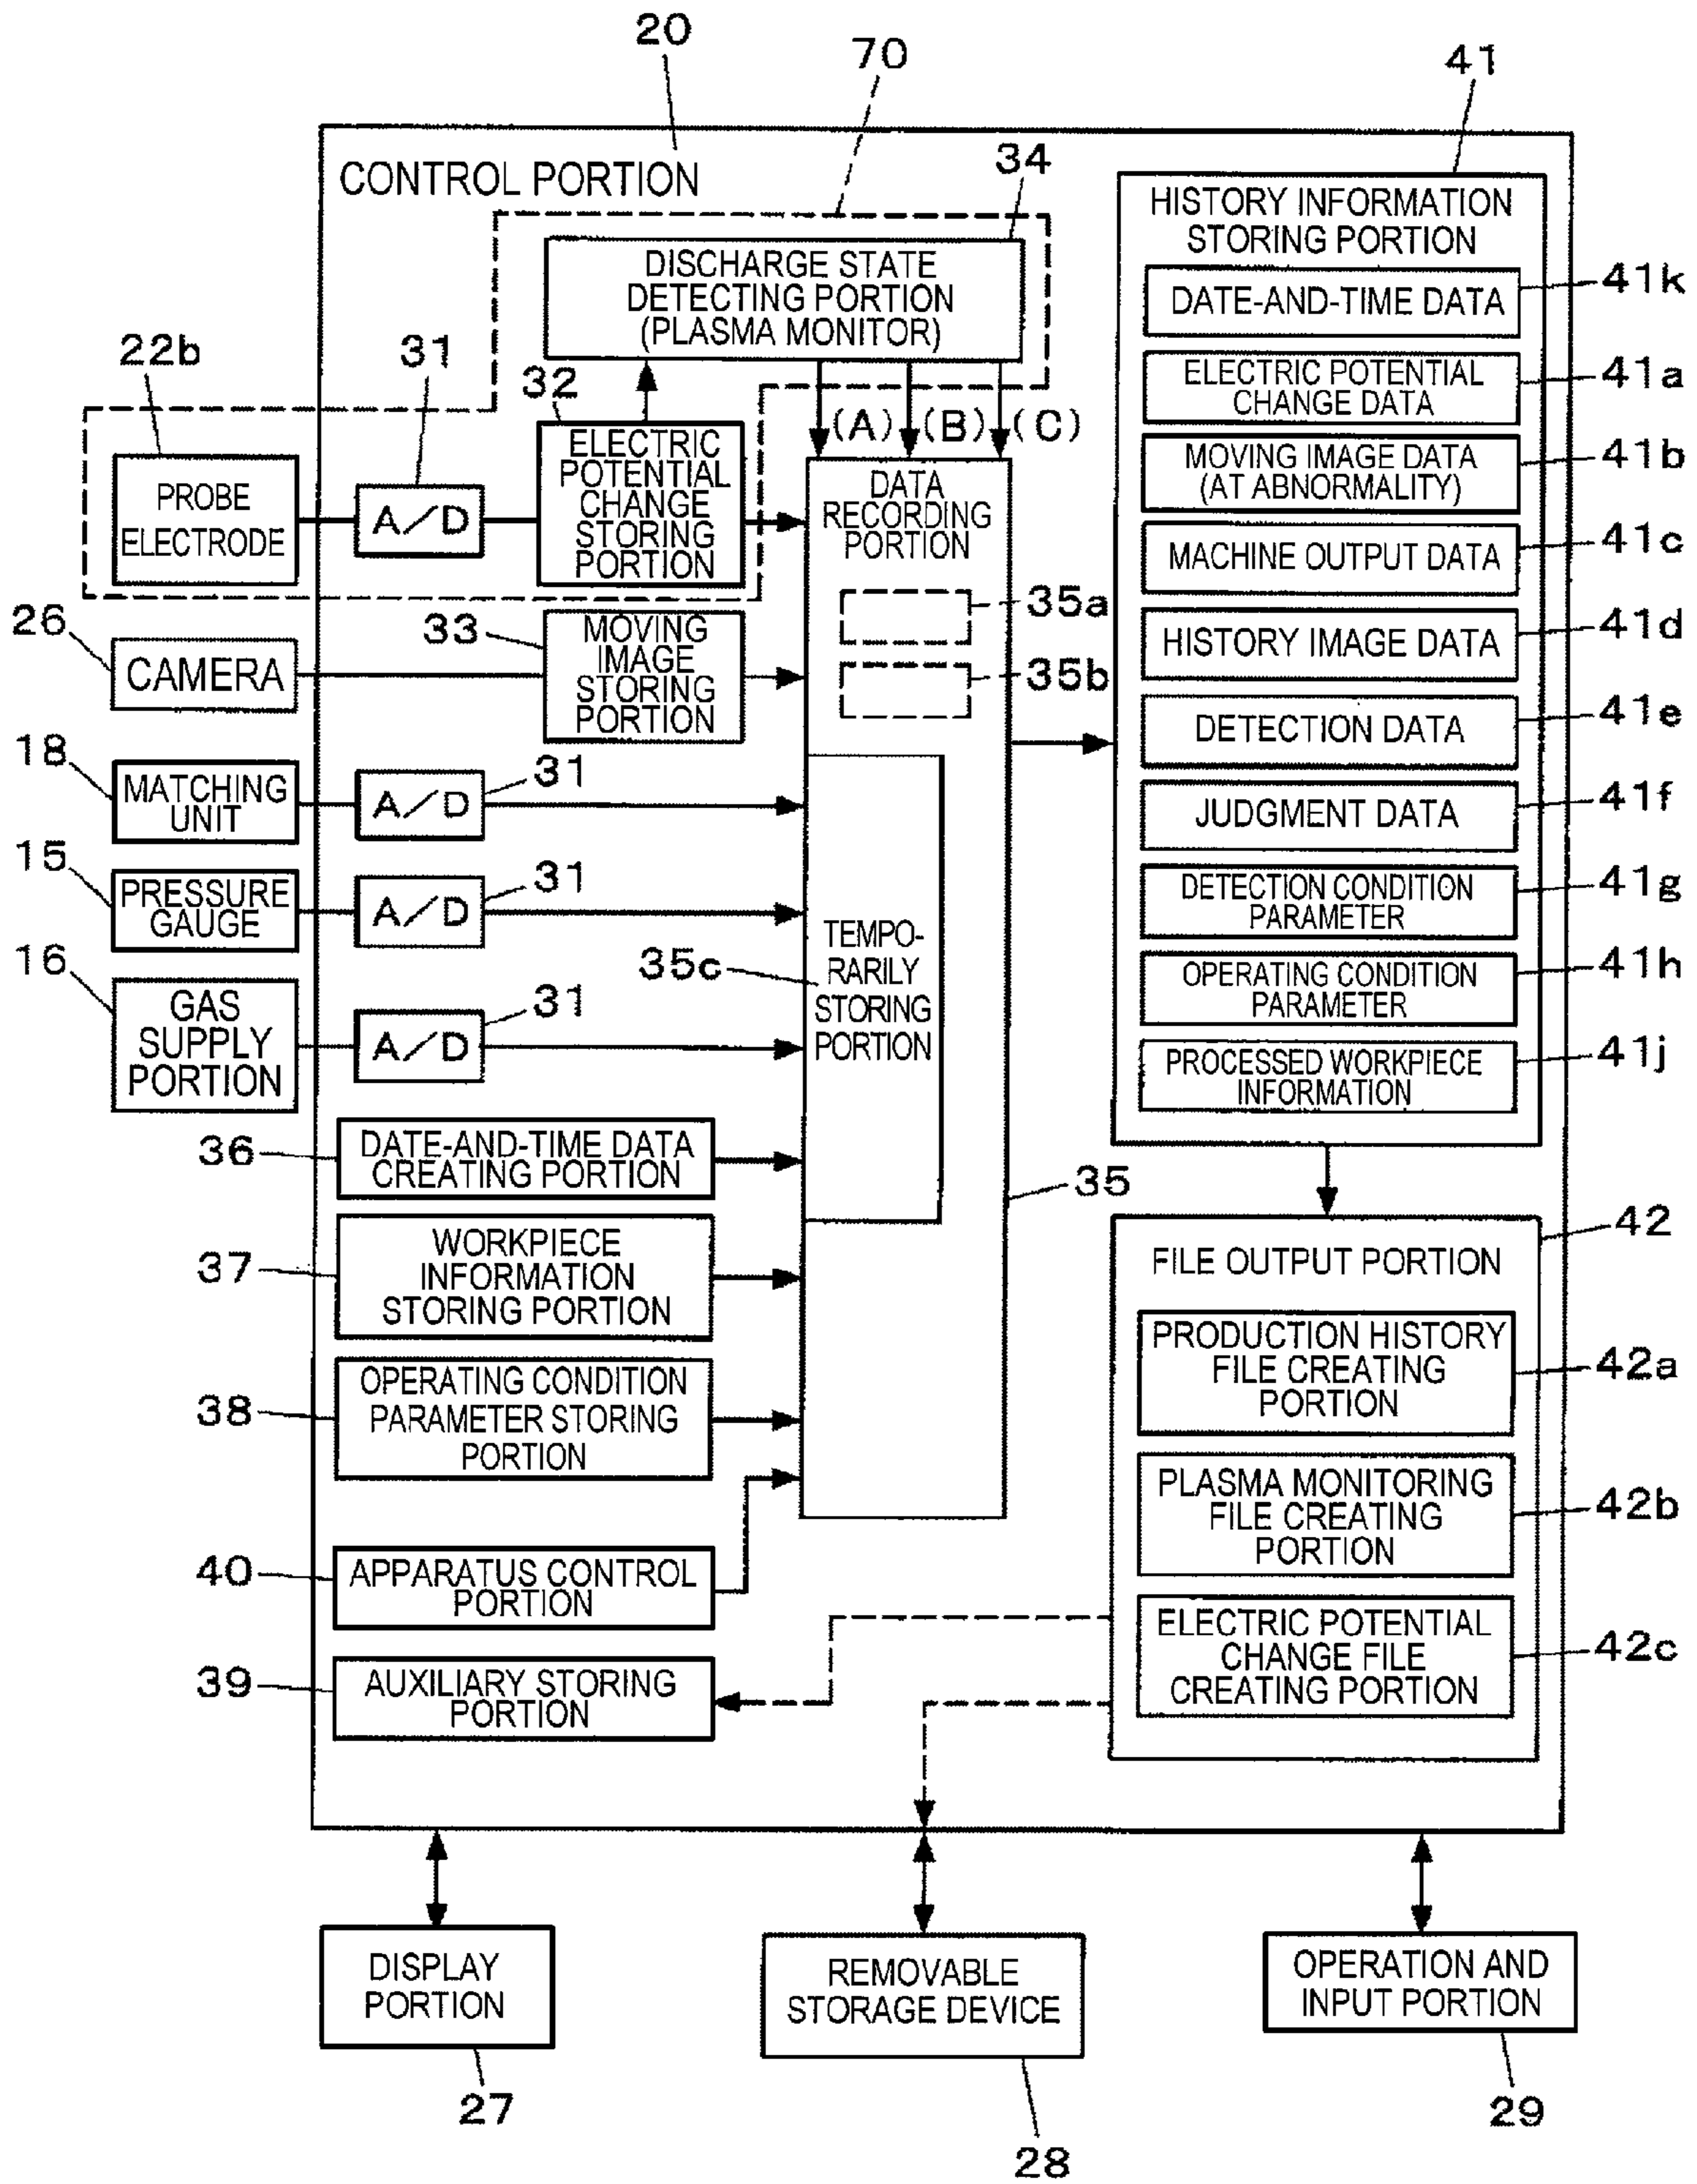 20
70
41
CONTROL PORTION
34
DISCHARGE STATE
DETECTING PORTION
(PLASMA MONITOR)
22b
31
32
(A)
(B)
(C)
PROBE
ELECTRODE
A/D
ELECTRIC
POTENTIAL
CHANGE
STORING
PORTION
DATA
RECORDING
PORTION
35a
35b
26
CAMERA
33
MOVING
IMAGE
STORING
PORTION
18
MATCHING
UNIT
A/D
31
15
PRESSURE
GAUGE
A/D
31
16
GAS
SUPPLY
PORTION
A/D
31
35c
TEMPO-
RARILY
STORING
PORTION
36
DATE-AND-TIME DATA
CREATING PORTION
35
37
WORKPIECE
INFORMATION
STORING PORTION
38
OPERATING CONDITION
PARAMETER STORING
PORTION
40
APPARATUS CONTROL
PORTION
39
AUXILIARY STORING
PORTION
HISTORY INFORMATION
STORING PORTION
DATE-AND-TIME DATA
41k
ELECTRIC POTENTIAL
CHANGE DATA
41a
MOVING IMAGE DATA
(AT ABNORMALITY)
41b
MACHINE OUTPUT DATA
41c
HISTORY IMAGE DATA
41d
DETECTION DATA
41e
JUDGMENT DATA
41f
DETECTION CONDITION
PARAMETER
41g
OPERATING CONDITION
PARAMETER
41h
PROCESSED WORKPIECE
INFORMATION
41j
42
FILE OUTPUT PORTION
PRODUCTION HISTORY
FILE CREATING
PORTION
42a
PLASMA MONITORING
FILE CREATING
PORTION
42b
ELECTRIC POTENTIAL
CHANGE FILE
CREATING PORTION
42c
DISPLAY
PORTION
27
REMOVABLE
STORAGE DEVICE
28
OPERATION AND
INPUT PORTION
29